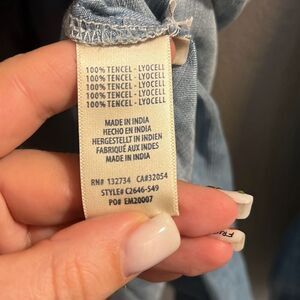 100% TENCEL - LYOCELL
100% TENCEL - LYOCELL
100% TENCEL - LYOCELL
100% TENCEL - LYOCELL
100% TENCEL - LYOCELL
MADE IN INDIA
HECHO EN INDIA
HERGESTELLT IN INDIEN
FABRIQUÉ AUX INDES
MADE IN INDIA
RN# 132734 CA#32054
STYLE# C2646-S49
PO# EM20007